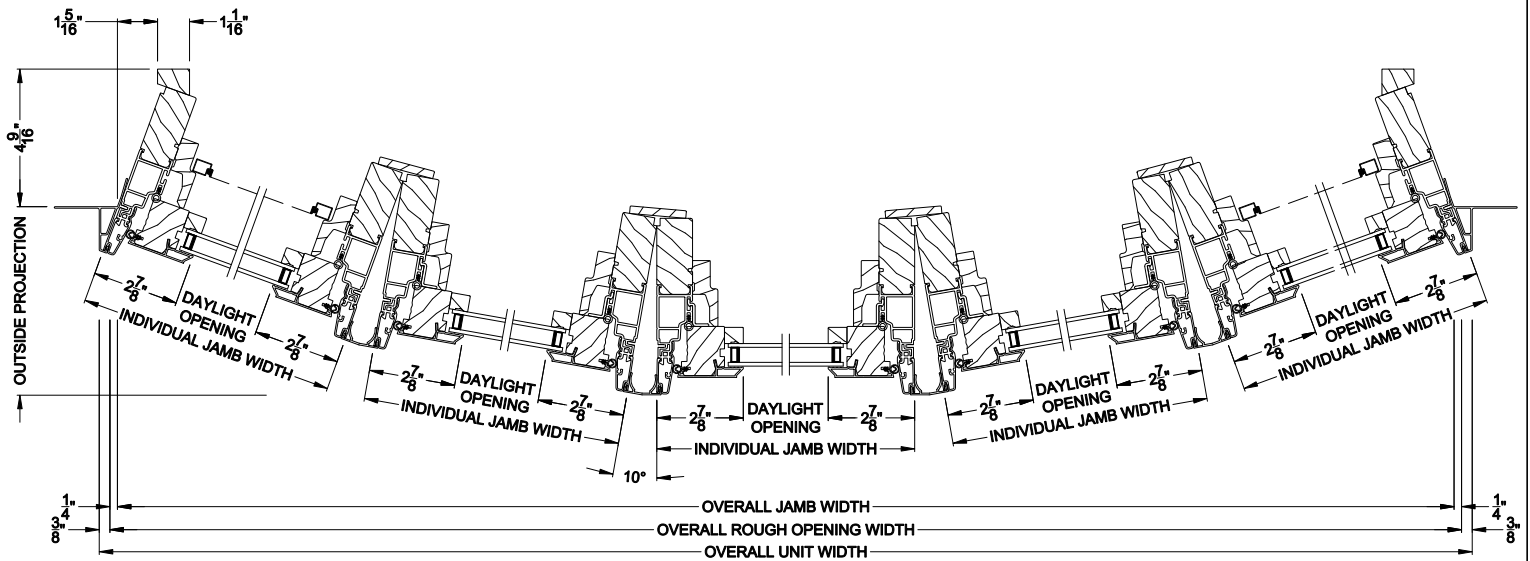 1 5/16" 1 1/16"
4 9/16"
OUTSIDE PROJECTION
2 7/8"
DAYLIGHT
OPENING
2 7/8"
INDIVIDUAL JAMB WIDTH
2 7/8"
DAYLIGHT
OPENING
2 7/8"
INDIVIDUAL JAMB WIDTH
2 7/8"
DAYLIGHT
OPENING
2 7/8"
INDIVIDUAL JAMB WIDTH
2 7/8"
DAYLIGHT
OPENING
2 7/8"
INDIVIDUAL JAMB WIDTH
2 7/8"
DAYLIGHT
OPENING
2 7/8"
INDIVIDUAL JAMB WIDTH
10°
1/4" OVERALL JAMB WIDTH 1/4"
3/8" OVERALL ROUGH OPENING WIDTH 3/8"
OVERALL UNIT WIDTH